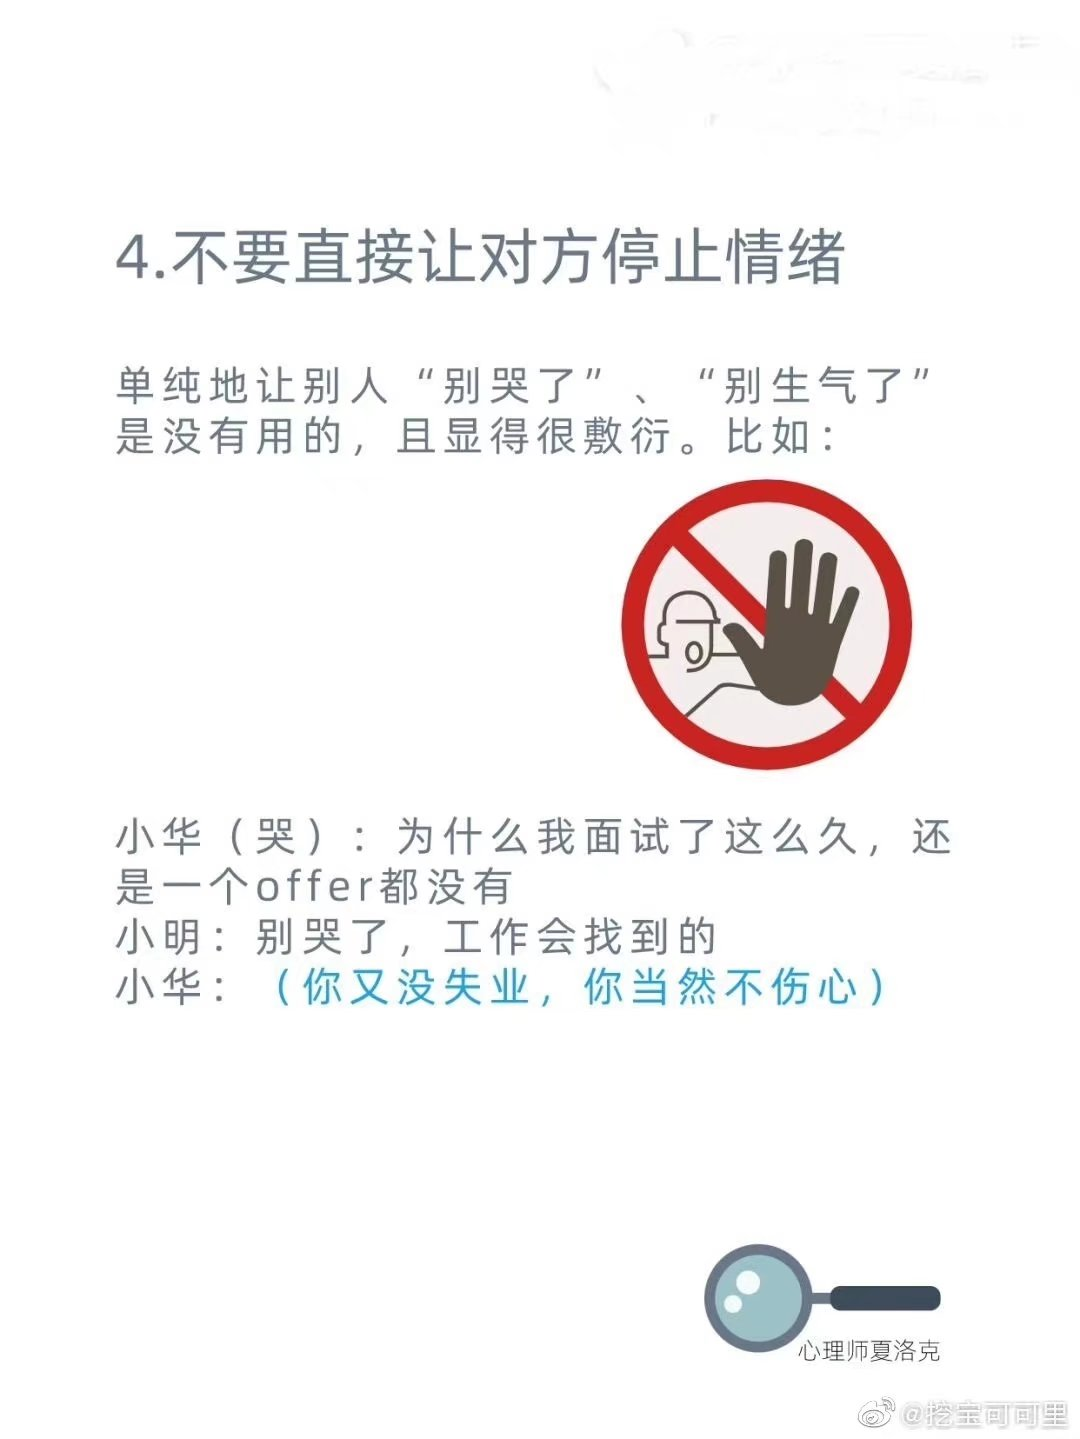 4.不要直接让对方停止情绪
单纯地让别人“别哭了”、“别生气了”
是没有用的，且显得很敷衍。比如：
小华（哭）：为什么我面试了这么久，还
是一个offer都没有
小明：别哭了，工作会找到的
小华：（你又没失业，你当然不伤心）
心理师夏洛克
@挖宝可可里